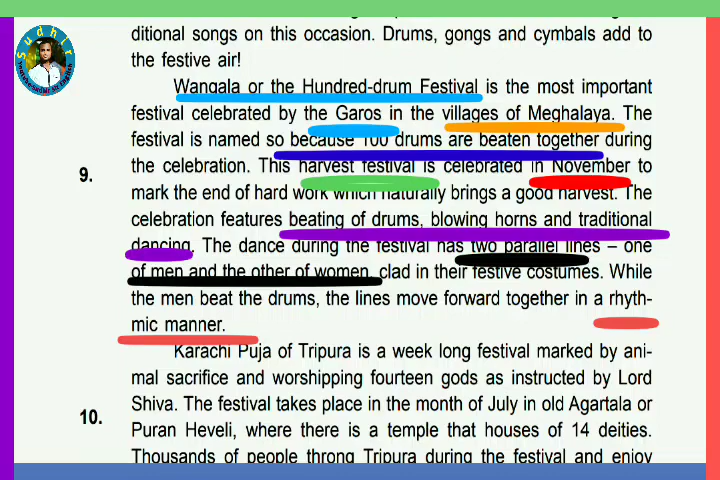 Sudhir
ditional songs on this occasion. Drums, gongs and cymbals add to
the festive air!
Wangala or the Hundred-drum Festival is the most important
festival celebrated by the Garos in the villages of Meghalaya. The
festival is named so because 100 drums are beaten together during
the celebration. This harvest festival is celebrated in November to
9.
mark the end of hard work which naturally brings a good harvest. The
celebration features beating of drums, blowing horns and traditional
dancing. The dance during the festival has two parallel lines – one
of men and the other of women, clad in their festive costumes. While
the men beat the drums, the lines move forward together in a rhyth-
mic manner.
Karachi Puja of Tripura is a week long festival marked by ani-
mal sacrifice and worshipping fourteen gods as instructed by Lord
Shiva. The festival takes place in the month of July in old Agartala or
10.
Puran Heveli, where there is a temple that houses of 14 deities.
Thousands of people throng Tripura during the festival and enjoy